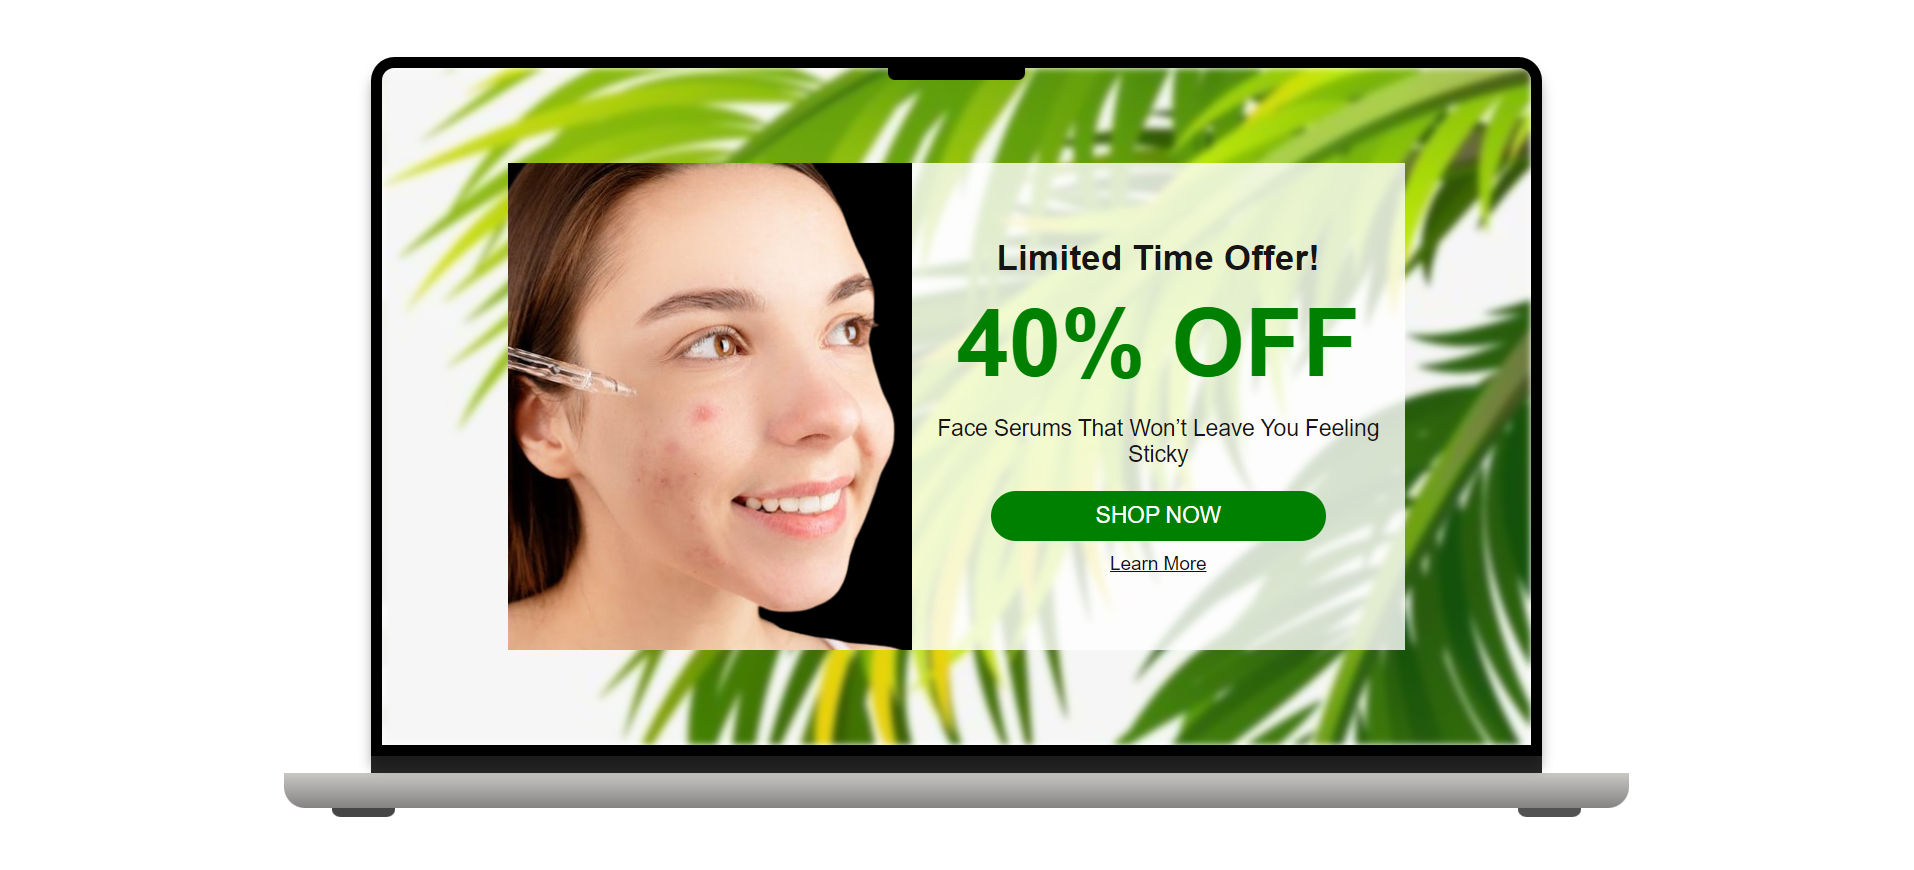 Limited Time Offer!
40% OFF
Face Serums That Won’t Leave You Feeling
Sticky
SHOP NOW
Learn More